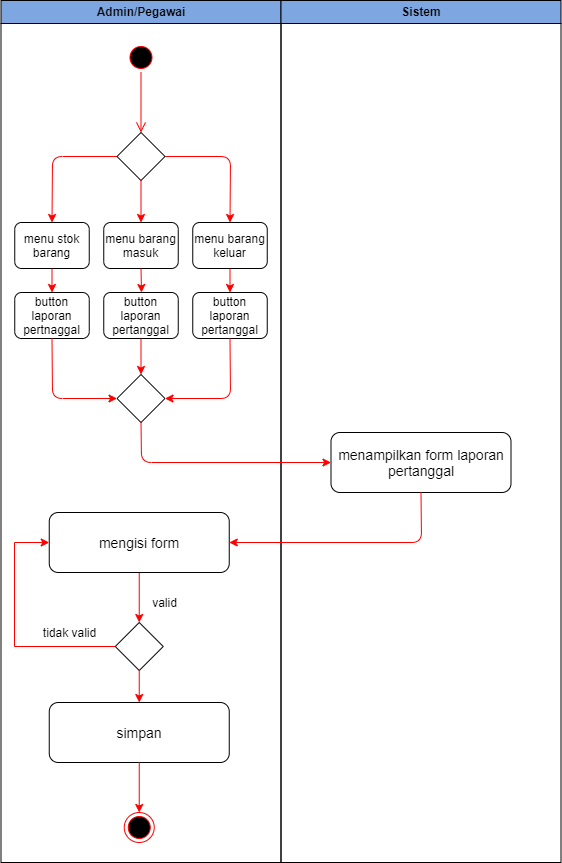 Admin/Pegawai
Sistem
menu stok
barang
menu barang
masuk
menu barang
keluar
button
laporan
pertnaggal
button
laporan
pertanggal
button
laporan
pertanggal
menampilkan form laporan
pertanggal
mengisi form
valid
tidak valid
simpan